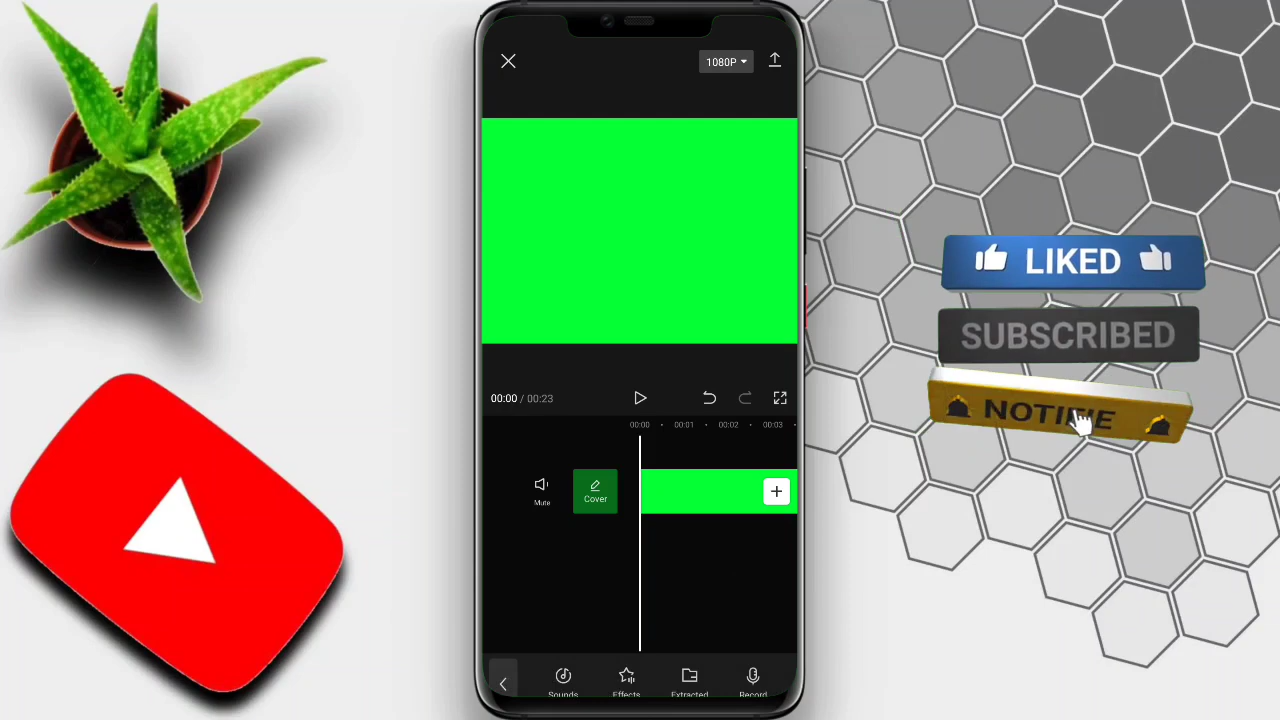 1080P
00:00 / 00:23
00:00 00:01 00:02 00:03
Mute
Cover
Sounds Effects Extracted Record
LIKED
SUBSCRIBED
NOTIFIE